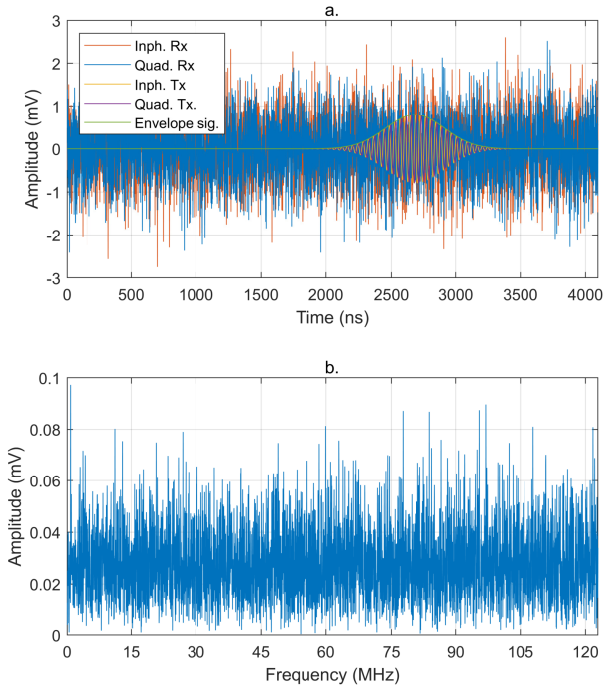 a.
3
2
1
0
-1
-2
-3
Amplitude (mV)
Inph. Rx
Quad. Rx
Inph. Tx
Quad. Tx.
Envelope sig.
0 500 1000 1500 2000 2500 3000 3500 4000
Time (ns)
b.
0.1
0.08
0.06
0.04
0.02
0
Amplitude (mV)
0 15 30 45 60 75 90 105 123
Frequency (MHz)